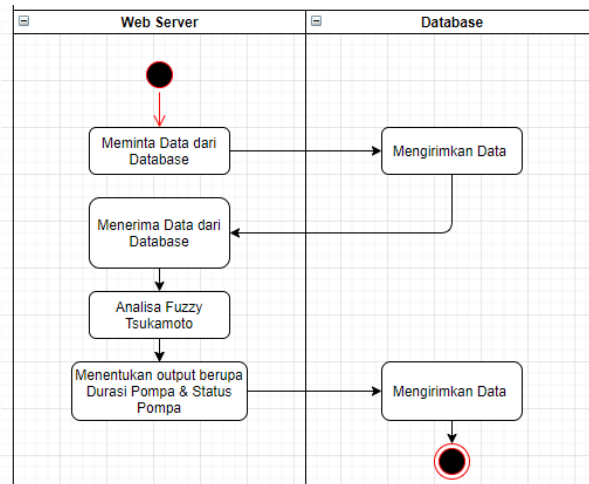 Web Server
Database
Meminta Data dari
Database
Mengirimkan Data
Menerima Data dari
Database
Analisa Fuzzy
Tsukamoto
Menentukan output berupa
Durasi Pompa & Status
Pompa
Mengirimkan Data